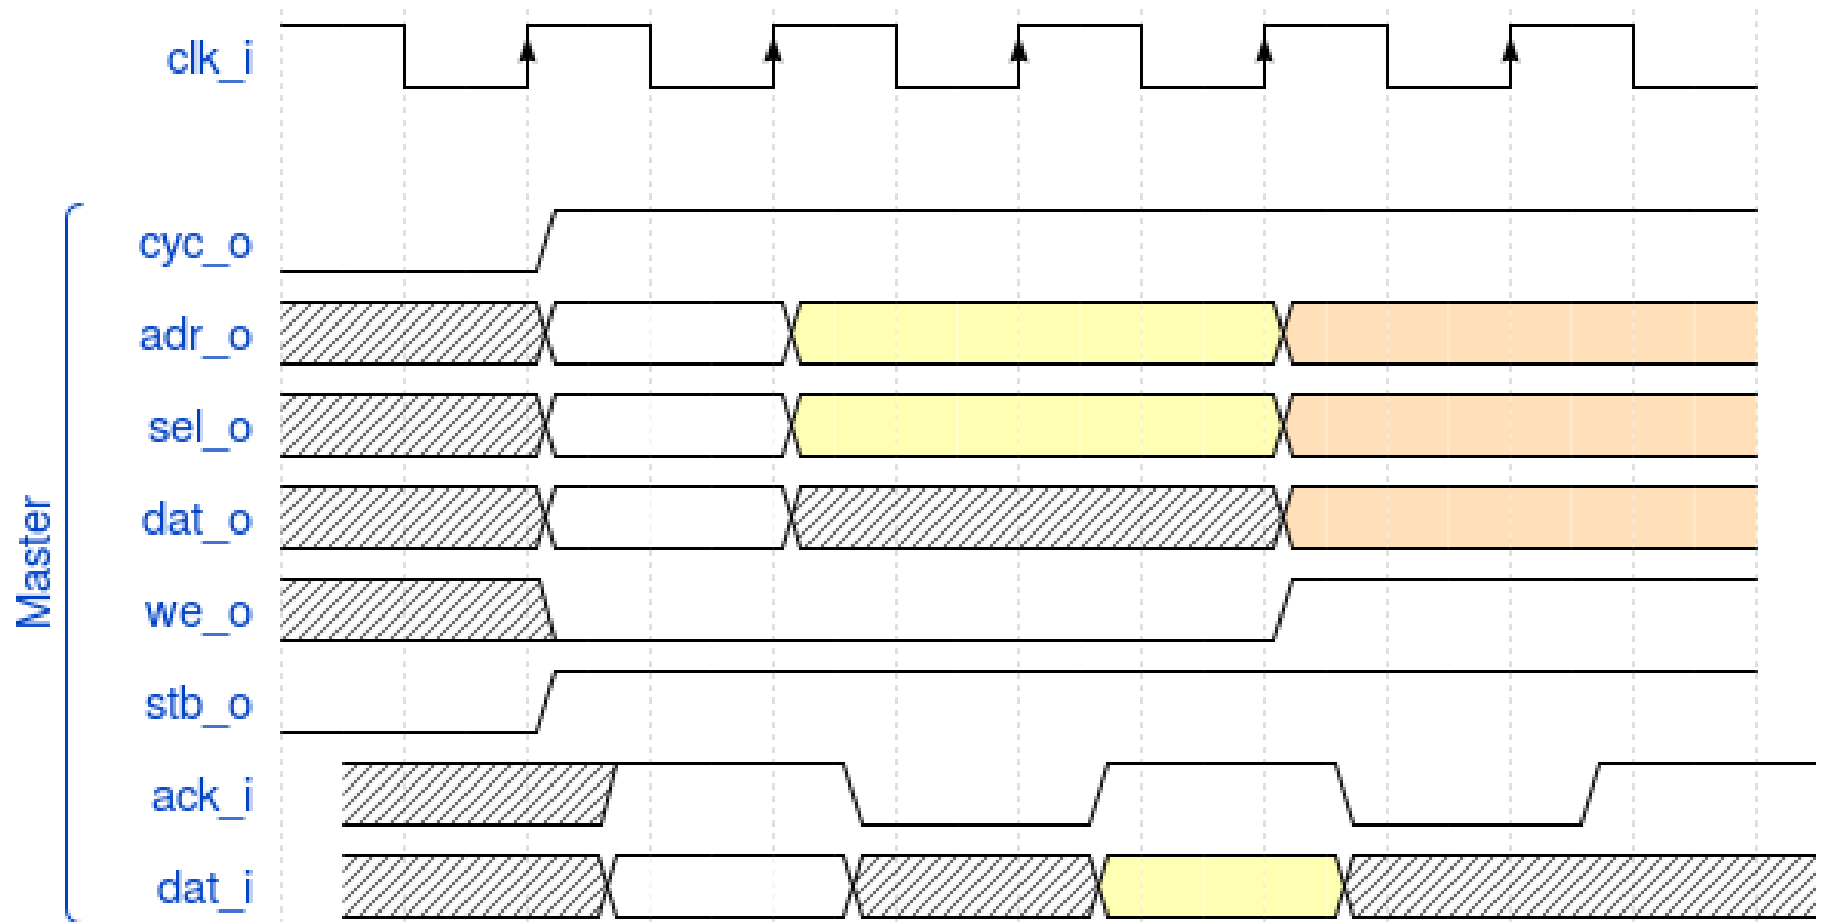 clk_i
cyc_o
adr_o
sel_o
dat_o
Master
we_o
stb_o
ack_i
dat_i